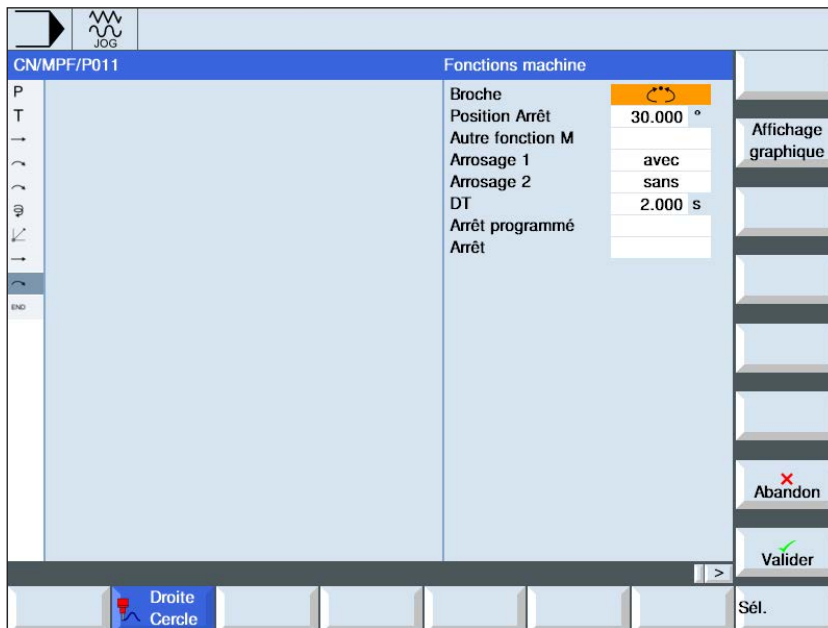 JOG
CN/MPF/P011
Fonctions machine
P
T
END
Broche
Position Arrêt 30.000 °
Autre fonction M
Arrosage 1 avec
Arrosage 2 sans
DT 2.000 s
Arrêt programmé
Arrêt
Affichage
graphique
Abandon
Valider
>
Droite
Cercle
Sél.